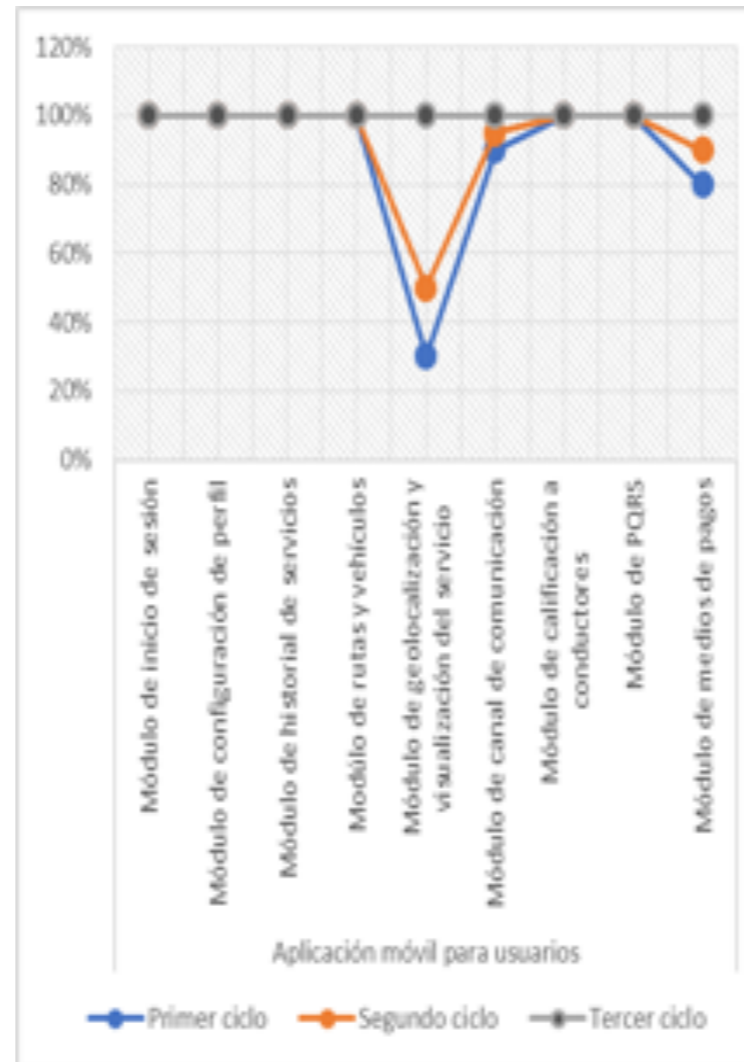 120%
100%
80%
60%
40%
20%
0%
Módulo de inicio de sesión
Módulo de configuración de perfil
Módulo de historial de servicios
Modúlo de rutas y vehículos
Módulo de geolocalización y
visualización del servicio
Módulo de canal de comunicación
Módulo de calificación a
conductores
Módulo de PQRS
Módulo de medios de pagos
Aplicación móvil para usuarios
Primer ciclo
Segundo ciclo
Tercer ciclo